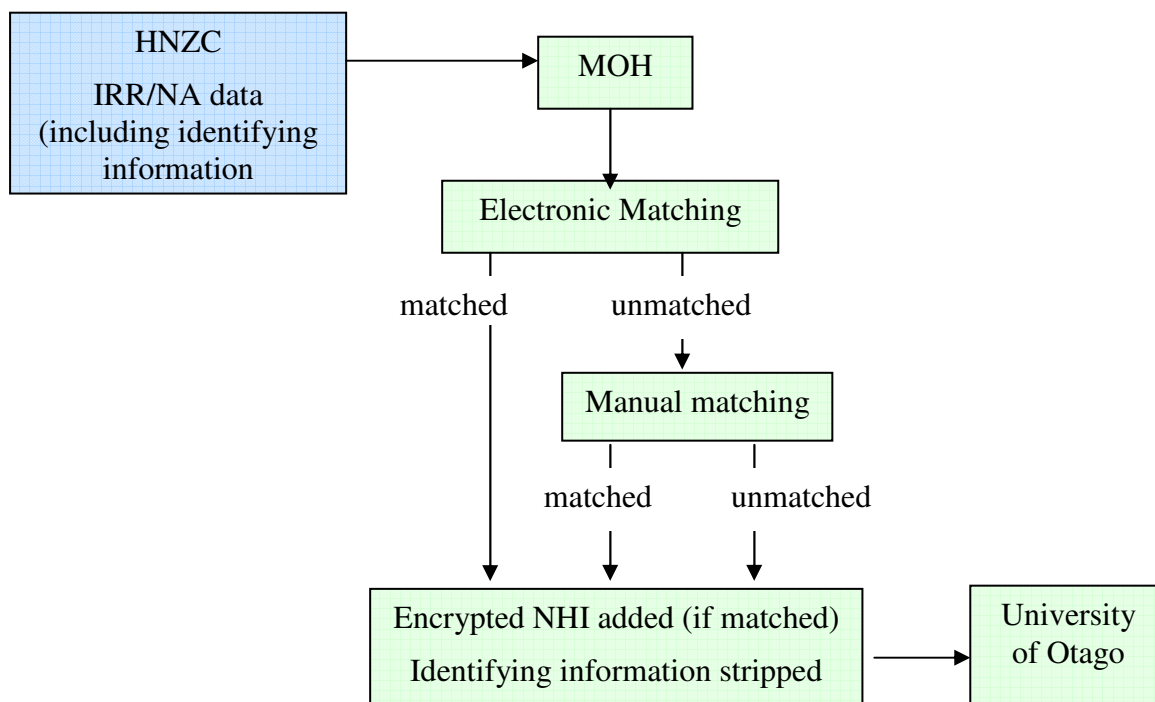 HNZC
IRR/NA data
(including identifying
information
MOH
Electronic Matching
matched
unmatched
Manual matching
matched
unmatched
Encrypted NHI added (if matched)
Identifying information stripped
University
of Otago